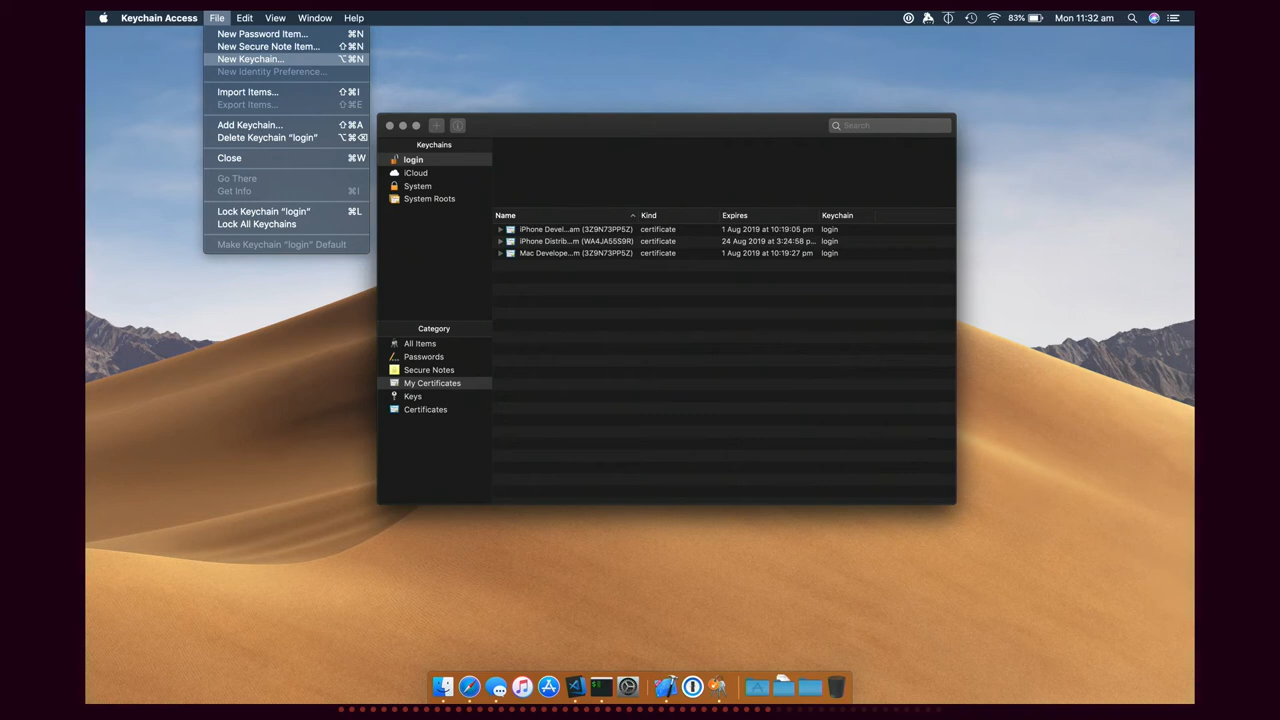 Keychain Access File Edit View Window Help 83% Mon 11:32 am
New Password Item... ⌘N
New Secure Note Item... ⇧⌘N
New Keychain... ⌥⌘N
New Identity Preference...
Import Items... ⇧⌘I
Export Items... ⇧⌘E
Add Keychain... ⇧⌘A
Delete Keychain “login” ⌥⌘⌫
Close ⌘W
Go There
Get Info ⌘I
Lock Keychain “login” ⌘L
Lock All Keychains
Make Keychain “login” Default
Search
Keychains
login
iCloud
System
System Roots
Name Kind Expires Keychain
iPhone Devel...am (3Z9N73PP5Z) certificate 1 Aug 2019 at 10:19:05 pm login
iPhone Distrib...m (WA4JA55S9R) certificate 24 Aug 2019 at 3:24:58 p... login
Mac Develope...m (3Z9N73PP5Z) certificate 1 Aug 2019 at 10:19:27 pm login
Category
All Items
Passwords
Secure Notes
My Certificates
Keys
Certificates